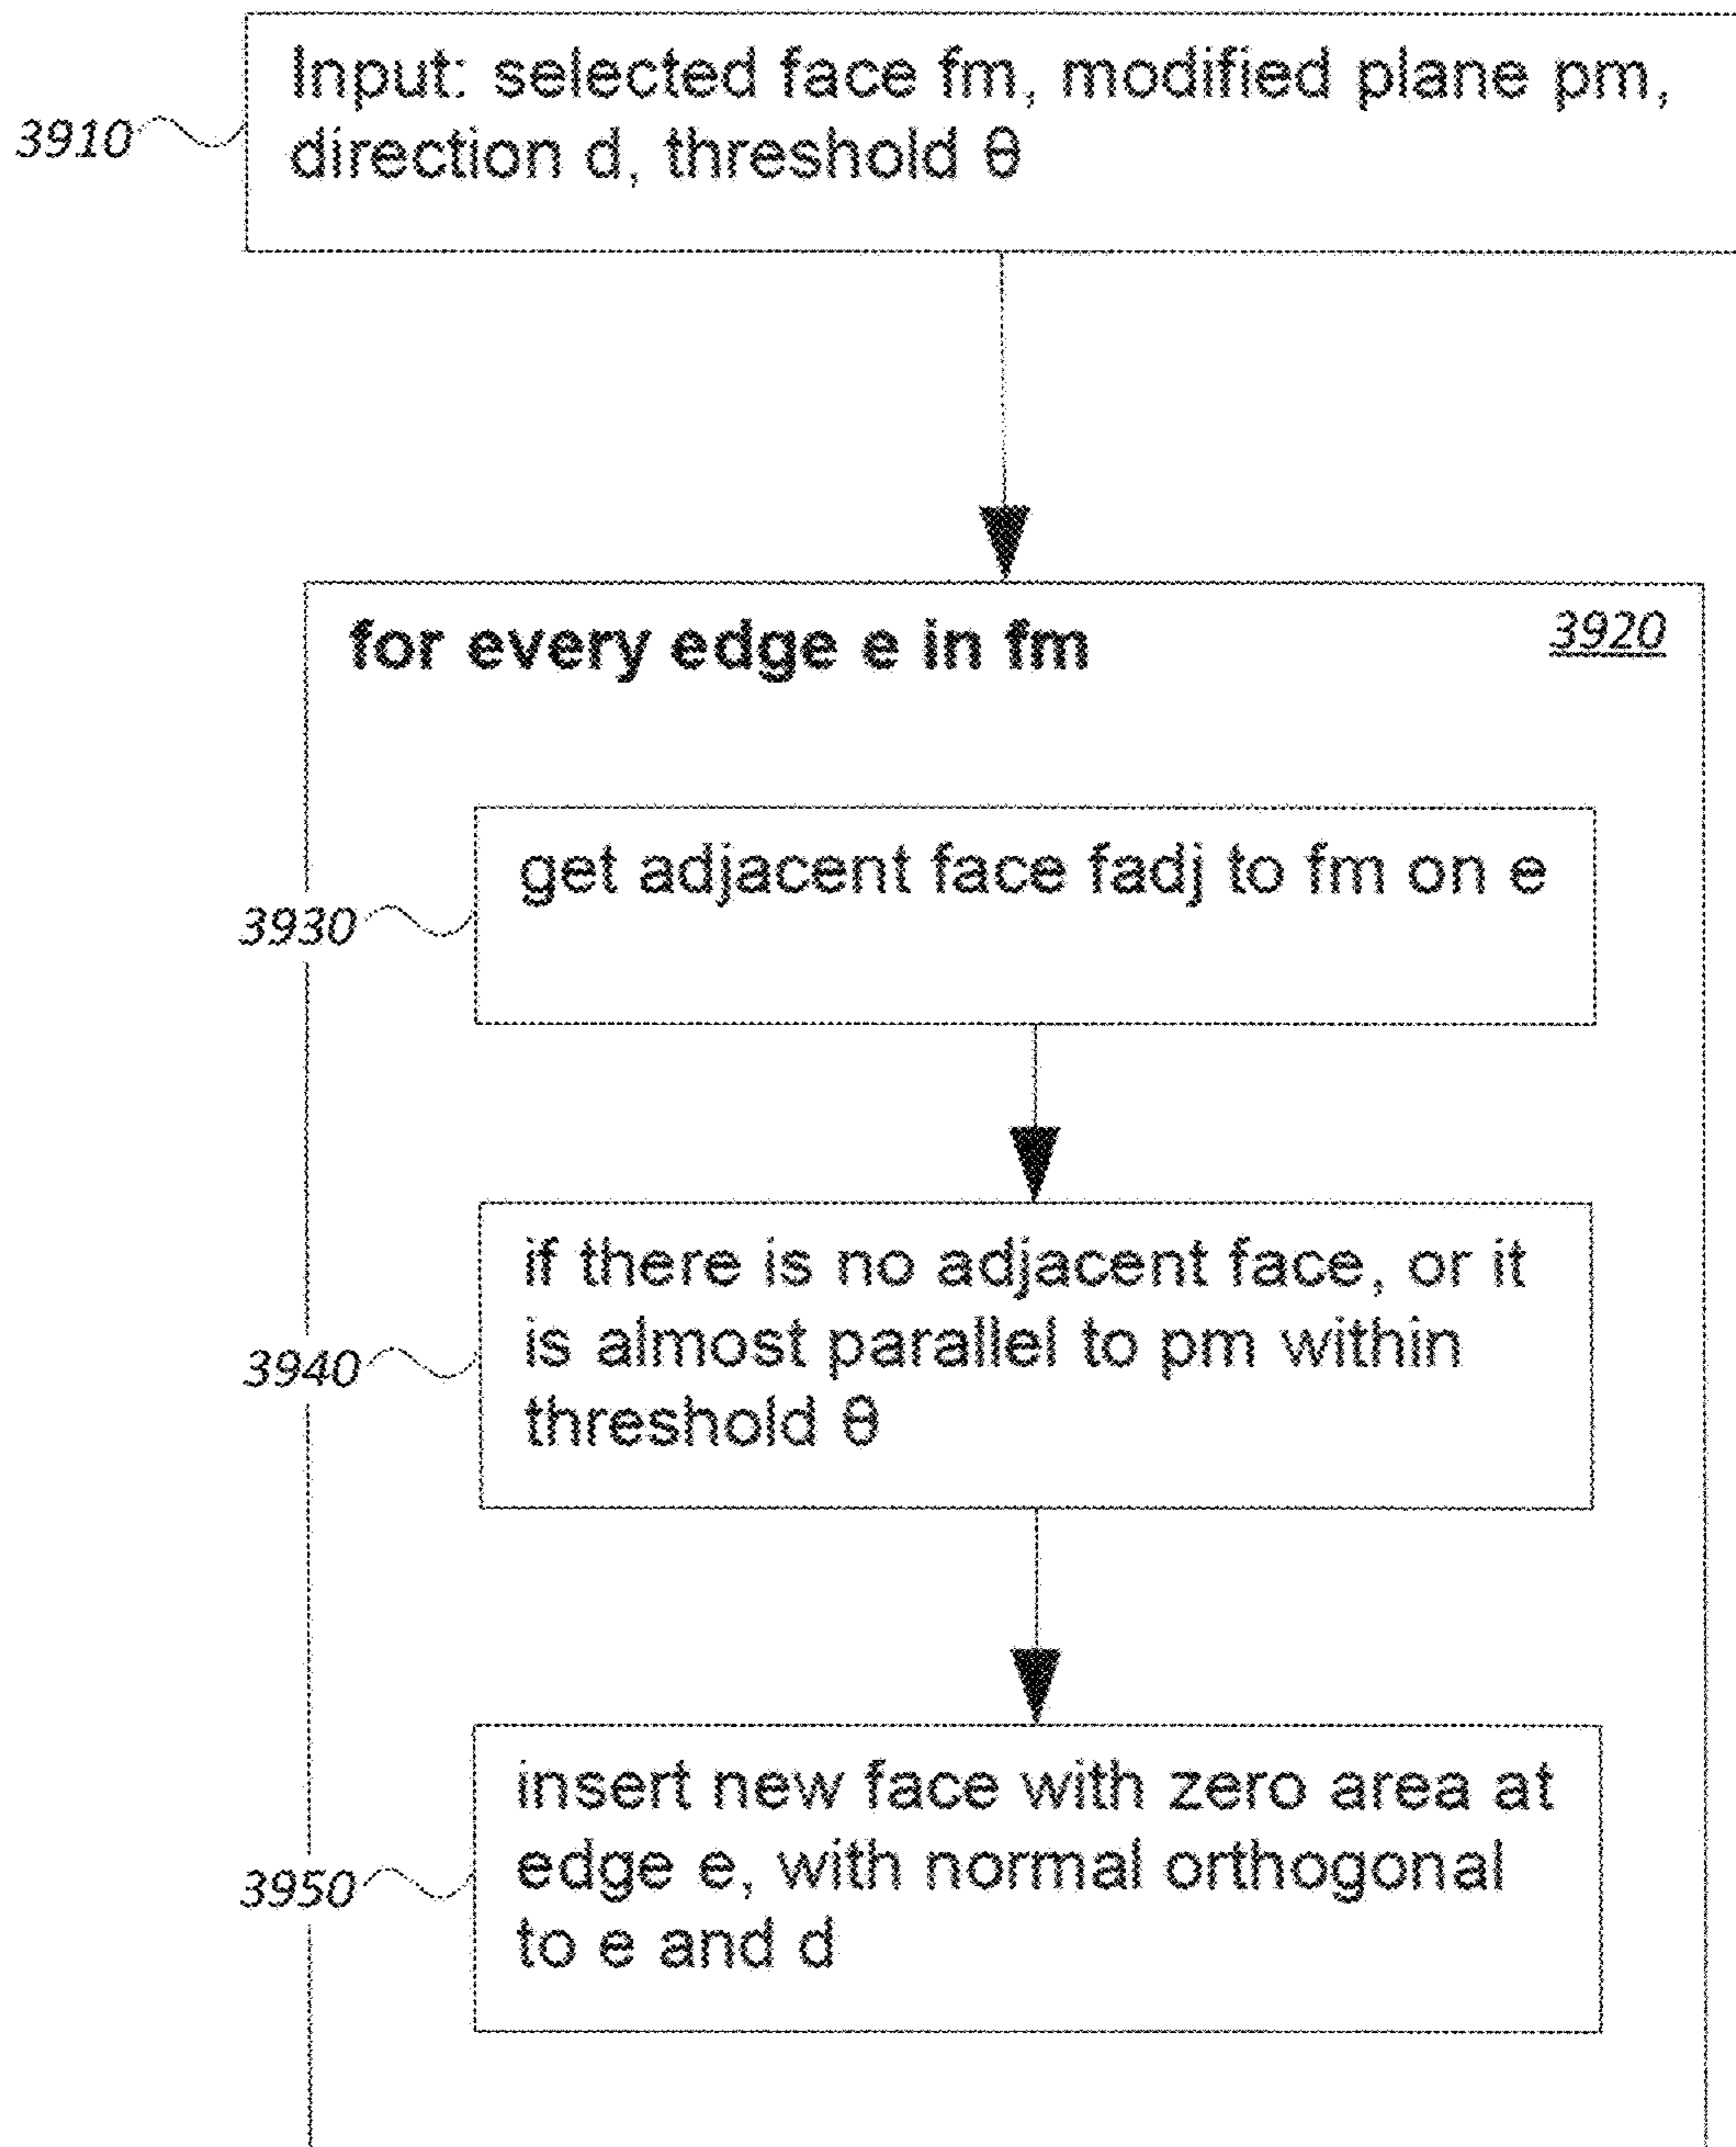 Input: selected face fm, modified plane pm,
3910
direction d, threshold θ
for every edge e in fm
3920
get adjacent face fadj to fm on e
3930
if there is no adjacent face, or it
is almost parallel to pm within
3940
threshold θ
insert new face with zero area at
edge e, with normal orthogonal
3950
to e and d